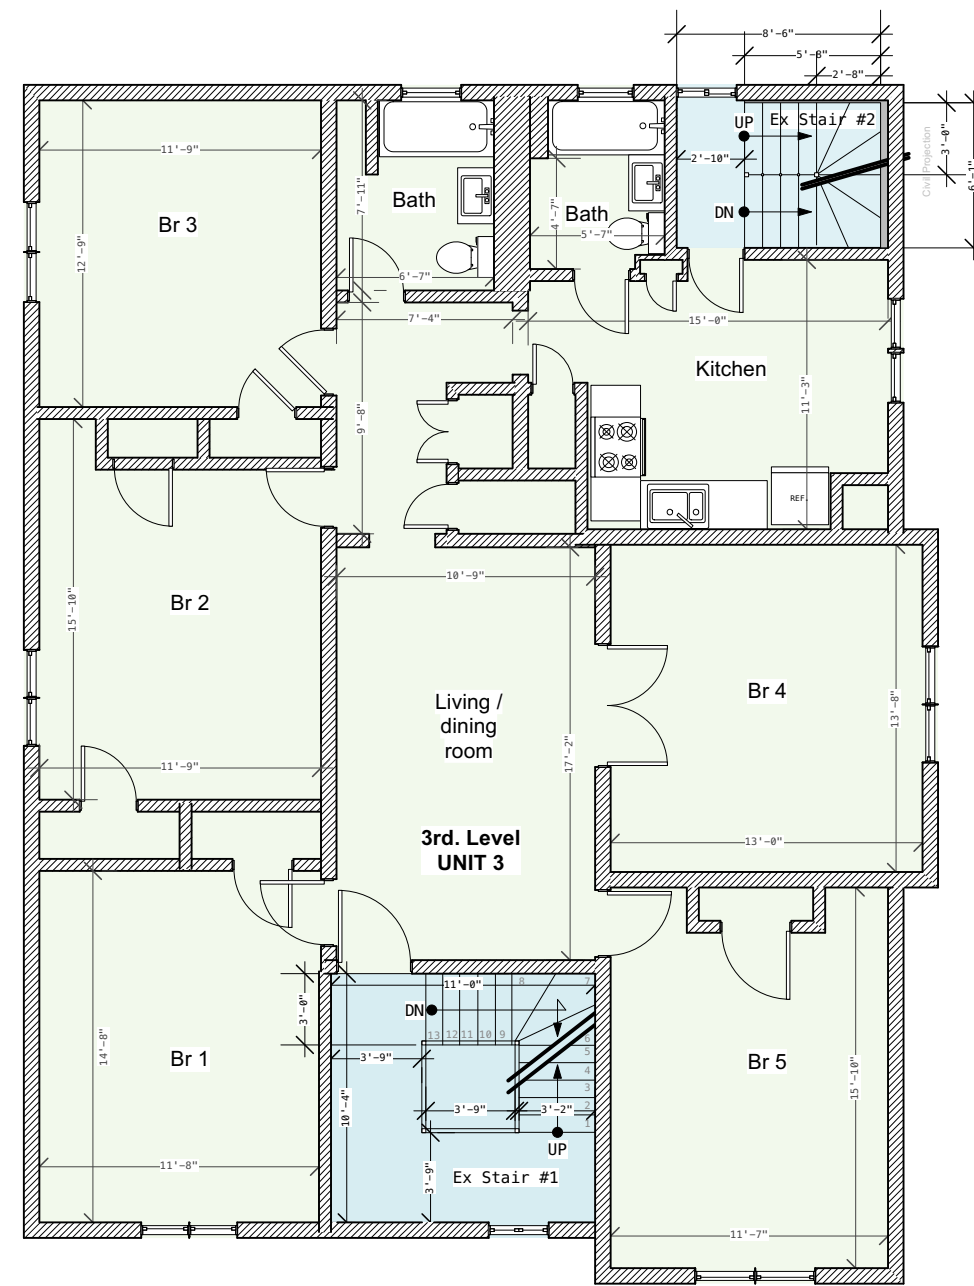 8'-6"
5'-8"
2'-8"
Ex Stair #2
UP
2'-10"
DN
3'-0"
6'-1"
Civil Projection
11'-9"
Br 3
12'-9"
7'-11"
Bath
6'-7"
Bath
4'-7"
5'-7"
7'-4"
15'-0"
Kitchen
11'-3"
9'-8"
REF.
10'-9"
15'-10"
Br 2
11'-9"
Living /
dining
room
17'-2"
Br 4
13'-8"
13'-0"
3rd. Level
UNIT 3
11'-0"
8
7
DN
13 12 11 10 9
6
5
4
3
2
1
3'-0"
3'-9"
10'-4"
3'-9"
3'-2"
3'-9"
UP
Ex Stair #1
14'-8"
Br 1
11'-8"
Br 5
15'-10"
11'-7"